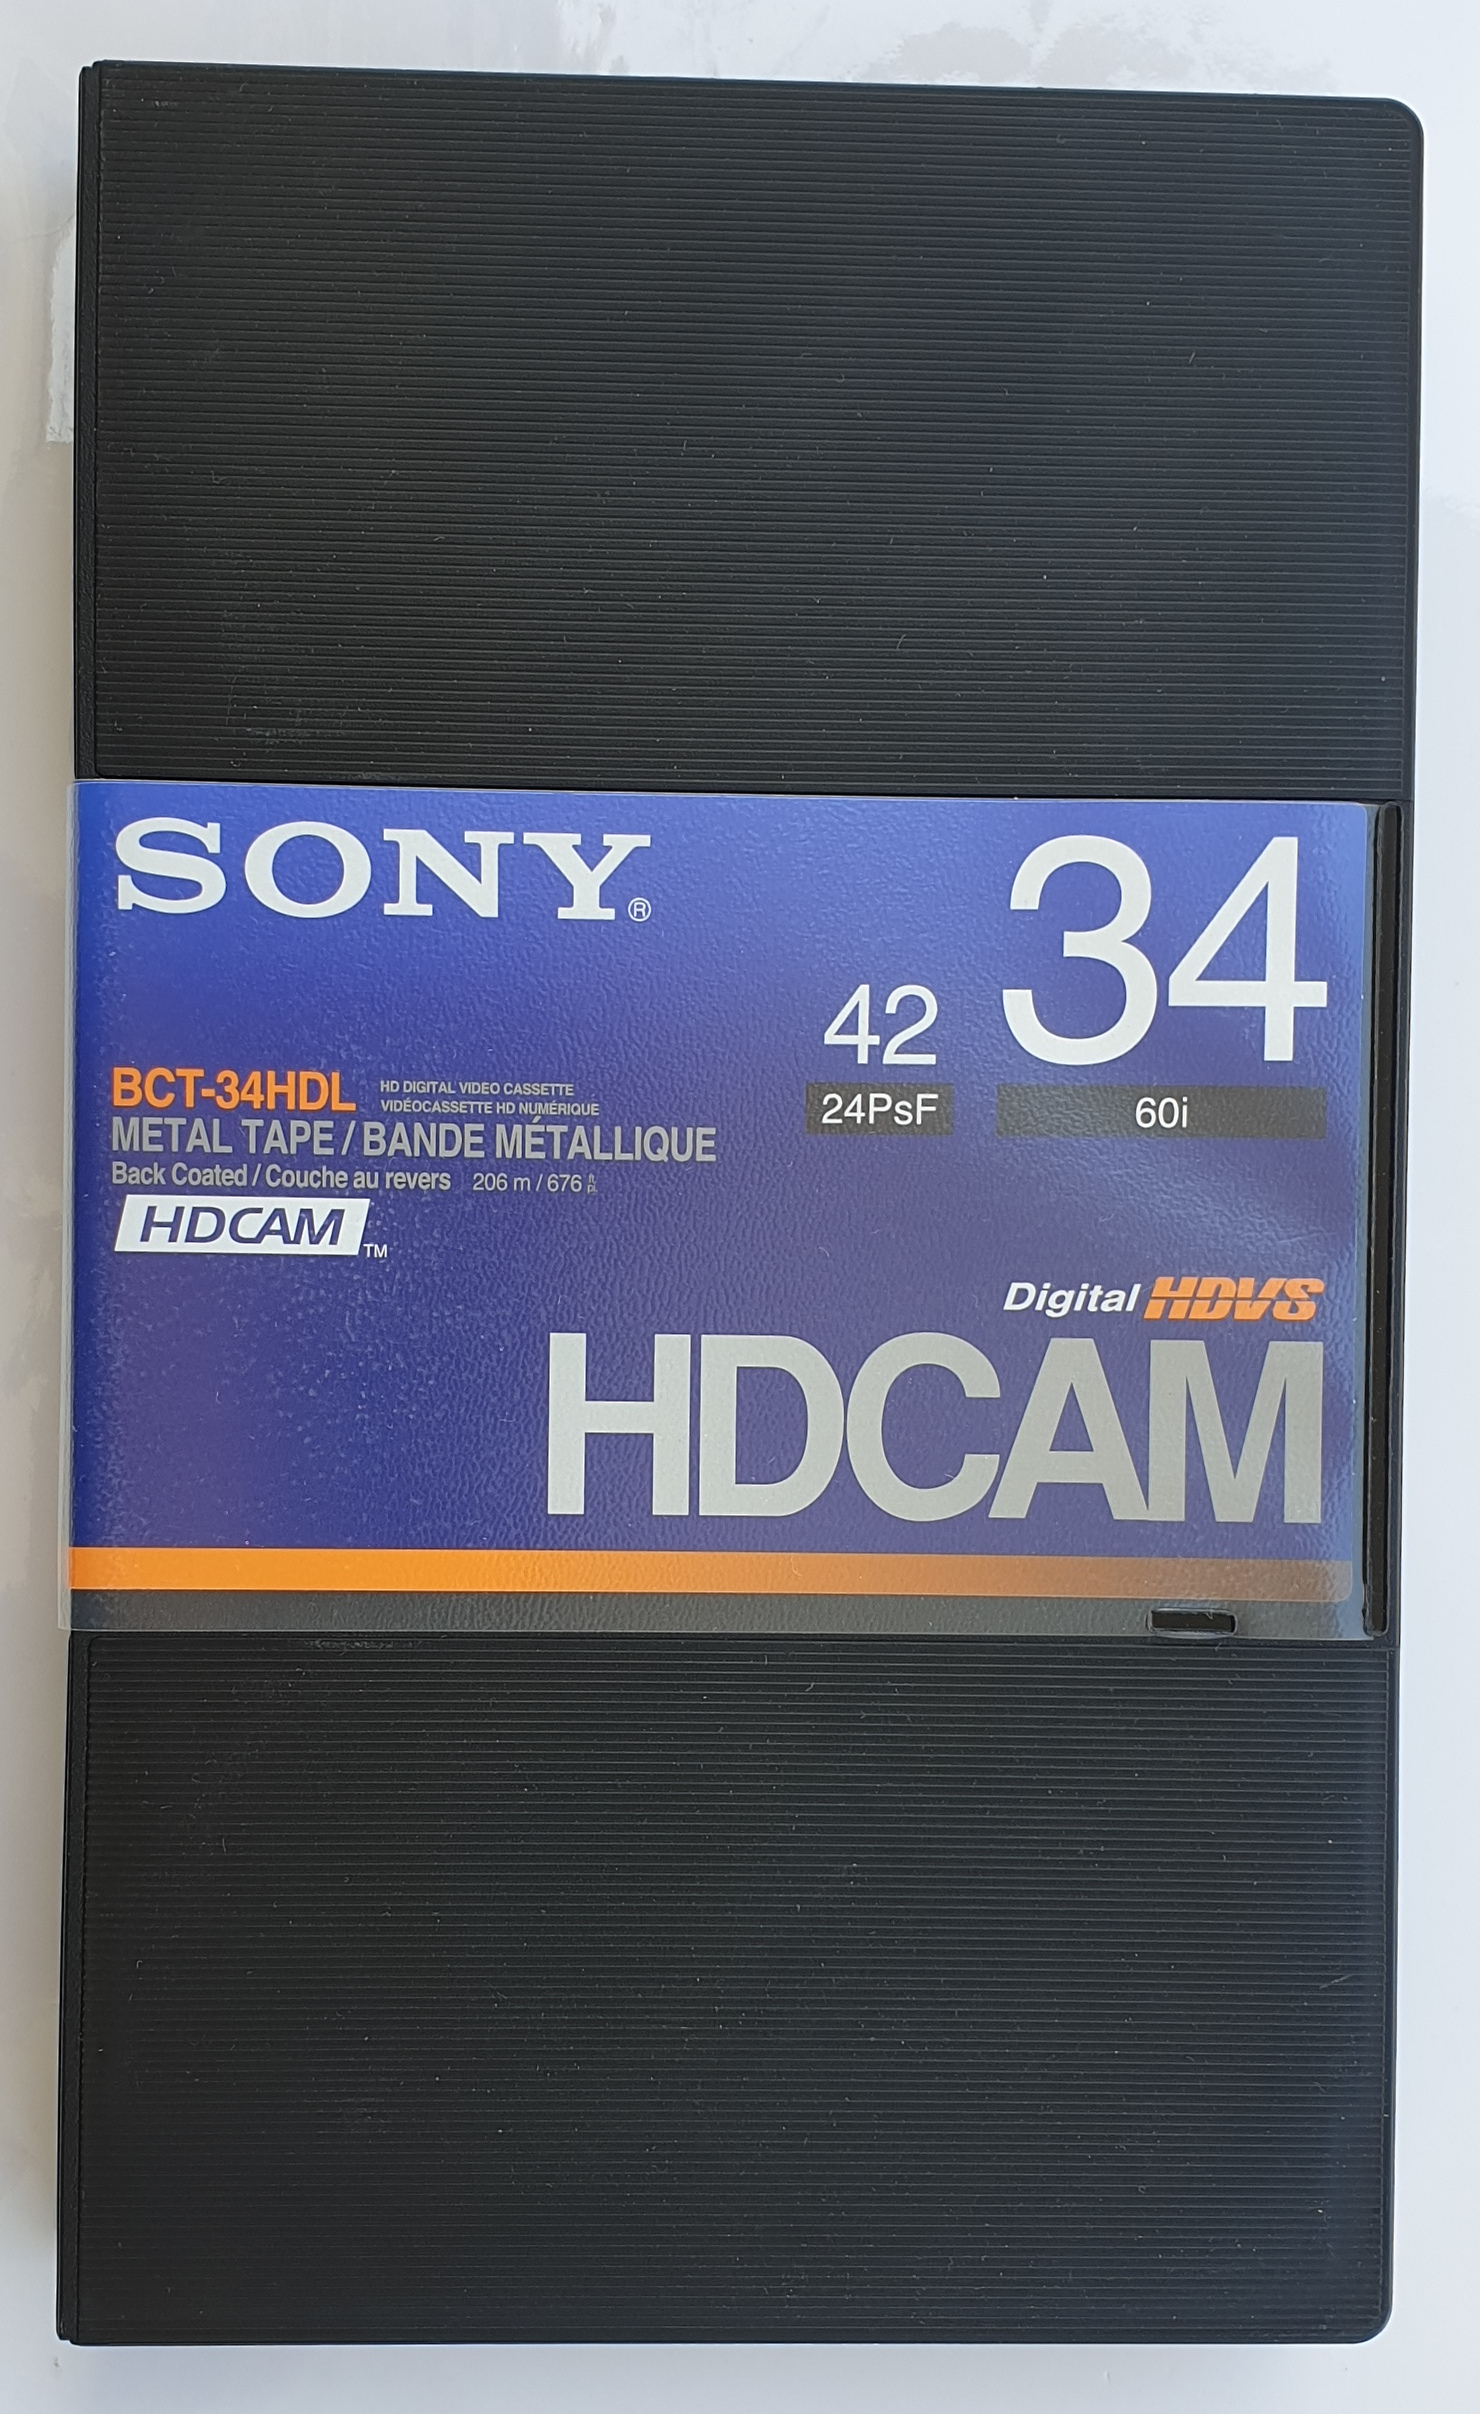 SONY®
34
42
24PsF 60i
BCT-34HDL HD DIGITAL VIDEO CASSETTE
VIDÉOCASSETTE HD NUMÉRIQUE
METAL TAPE / BANDE MÉTALLIQUE
Back Coated / Couche au revers 206 m / 676 ft pi.
HDCAM™
Digital HDVS
HDCAM